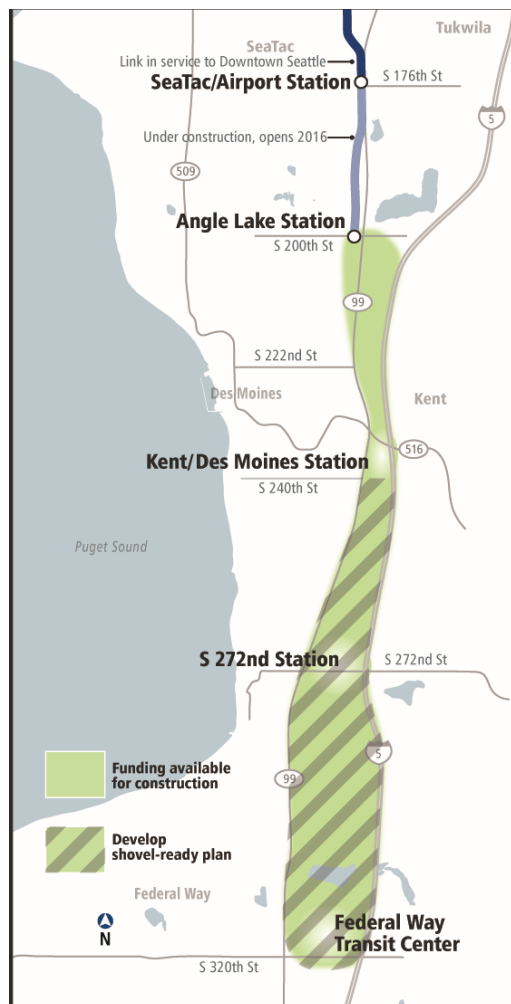 Tukwila
SeaTac
Link in service to Downtown Seattle
SeaTac/Airport Station
S 176th St
5
Under construction, opens 2016
509
Angle Lake Station
S 200th St
99
S 222nd St
Des Moines
Kent
516
Kent/Des Moines Station
S 240th St
Puget Sound
S 272nd Station
S 272nd St
5
Funding available
for construction
99
Develop
shovel-ready plan
Federal Way
N
Federal Way
Transit Center
S 320th St